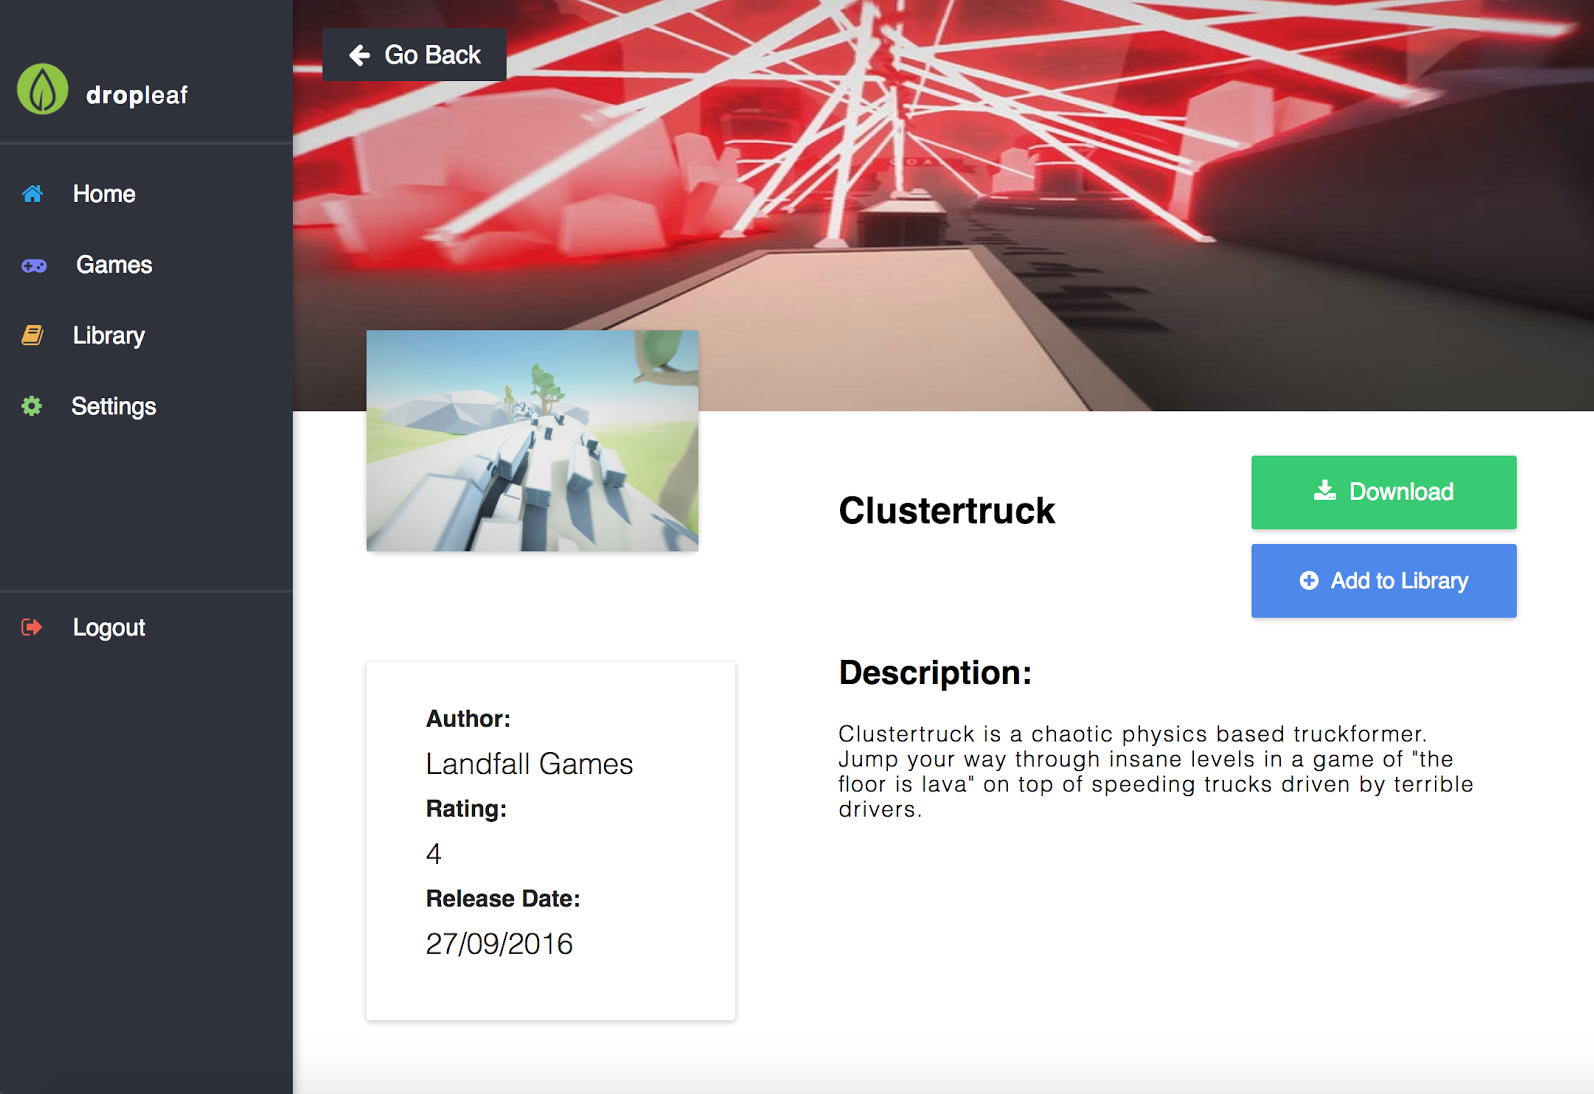 dropleaf
Home
Games
Library
Settings
Logout
Go Back
Clustertruck
Download
Add to Library
Author:
Landfall Games
Rating:
4
Release Date:
27/09/2016
Description:
Clustertruck is a chaotic physics based truckformer.
Jump your way through insane levels in a game of "the
floor is lava" on top of speeding trucks driven by terrible
drivers.